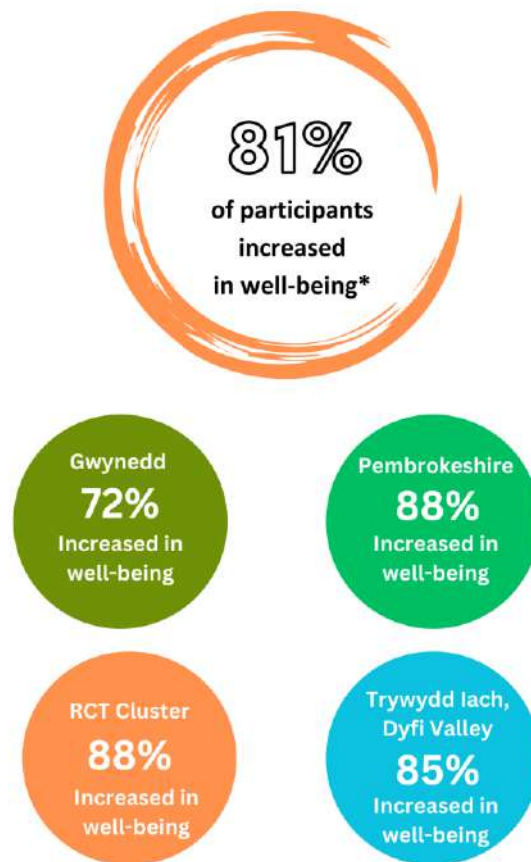 81%
of participants
increased
in well-being*
Gwynedd
72%
Increased in
well-being
Pembrokeshire
88%
Increased in
well-being
RCT Cluster
88%
Increased in
well-being
Trywydd Iach,
Dyfi Valley
85%
Increased in
well-being